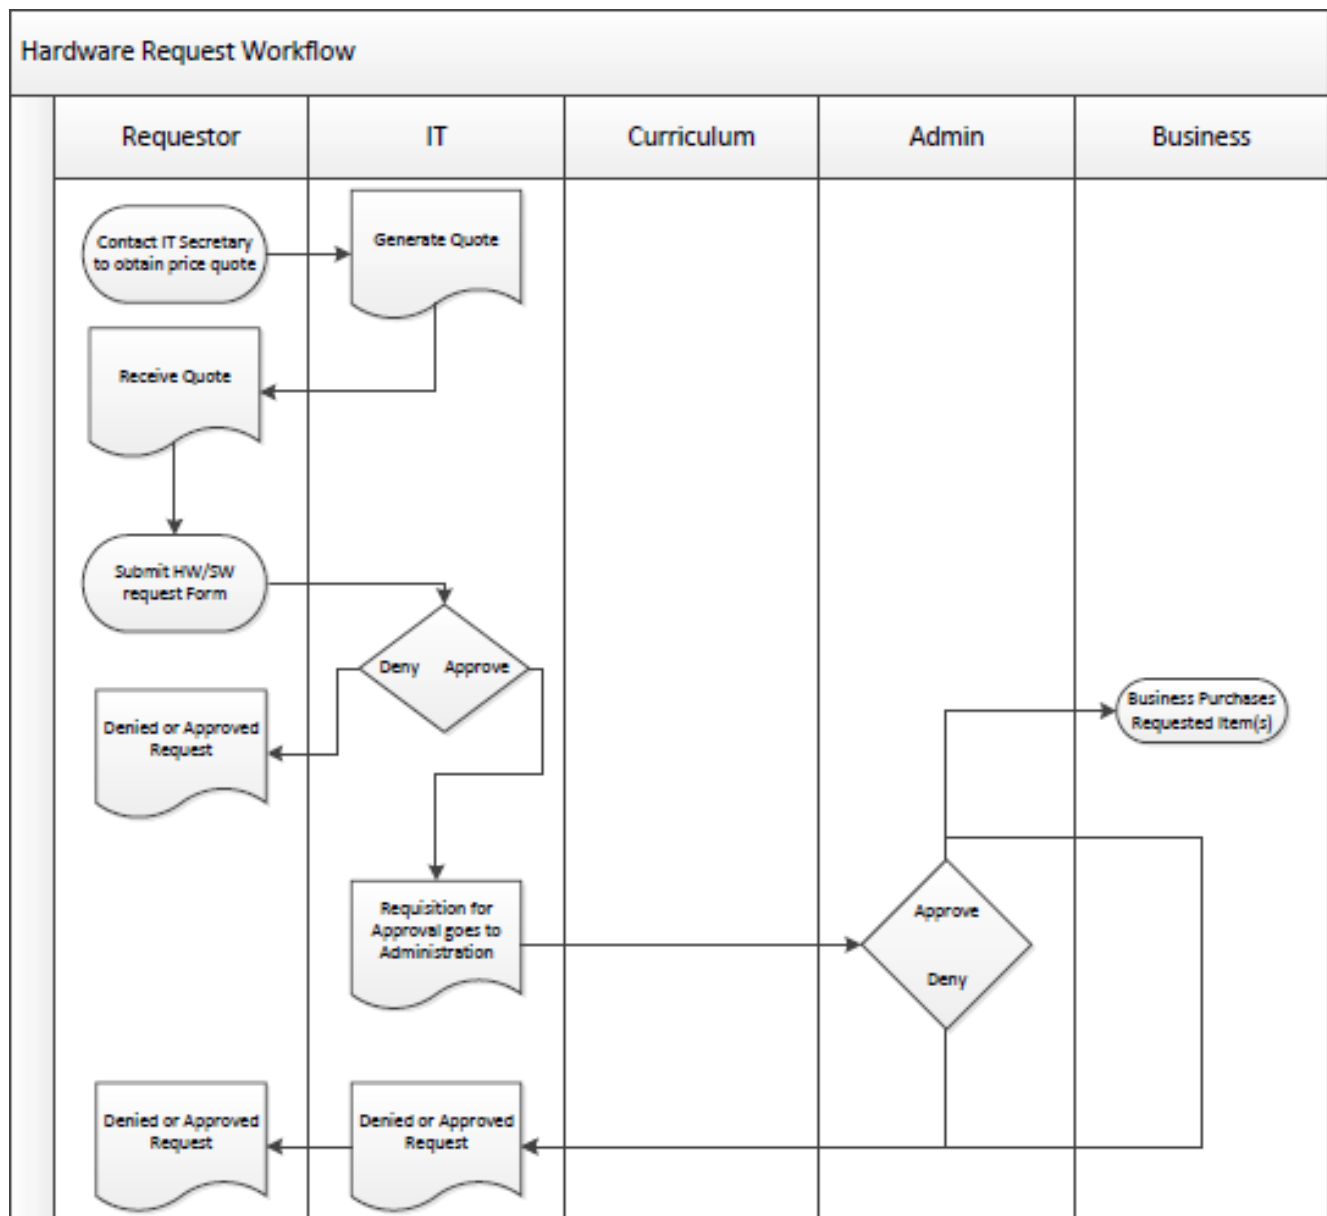 Hardware Request Workflow
Requestor
IT
Curriculum
Admin
Business
Contact IT Secretary
to obtain price quote
Generate Quote
Receive Quote
Submit HW/SW
request Form
Deny
Approve
Denied or Approved
Request
Business Purchases
Requested Item(s)
Requisition for
Approval goes to
Administration
Approve
Deny
Denied or Approved
Request
Denied or Approved
Request